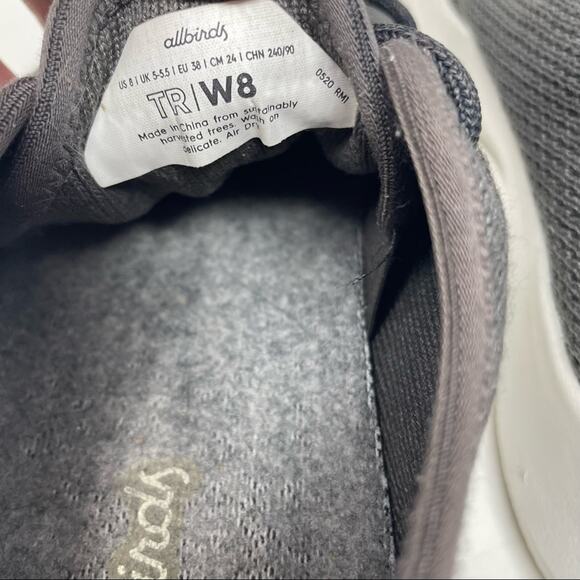 allbirds
US 8 | UK 5-5.5 | EU 38 | CM 24 | CHN 240/90
TR|W8
0520 RM1
Made in China from sustainably
harvested trees. Wash on
delicate. Air Dry.